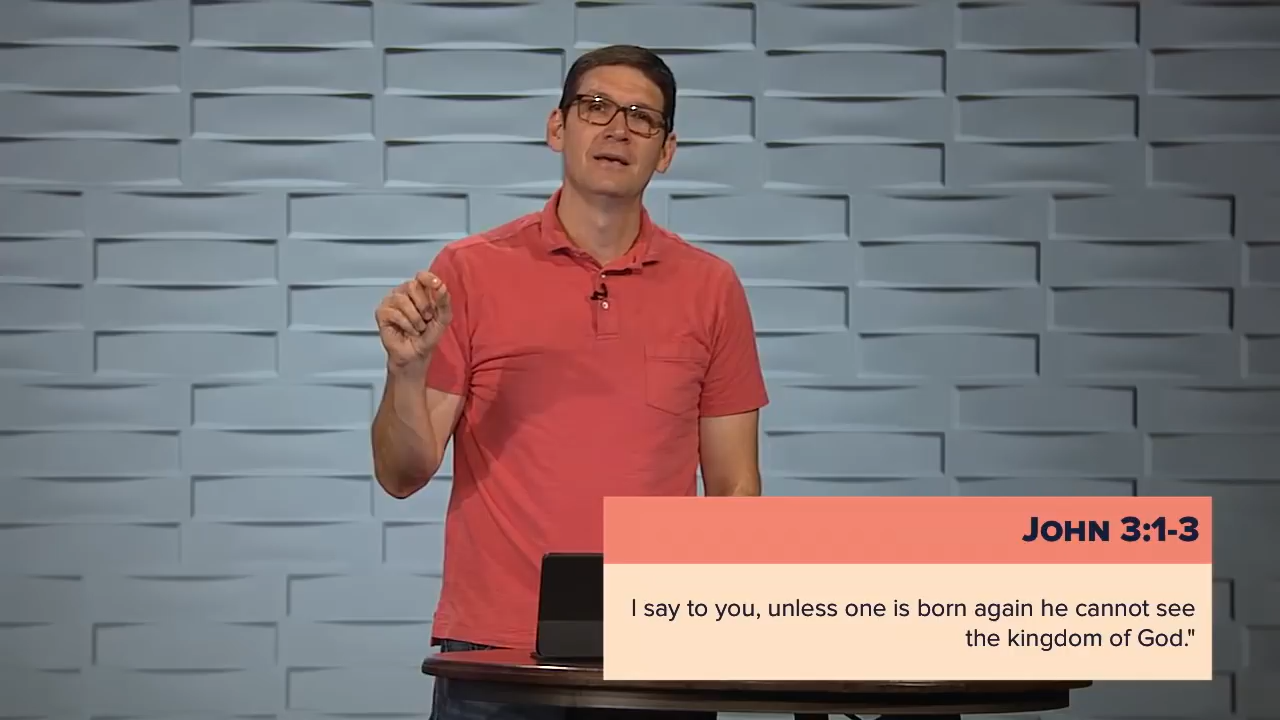 John 3:1-3
I say to you, unless one is born again he cannot see
the kingdom of God."